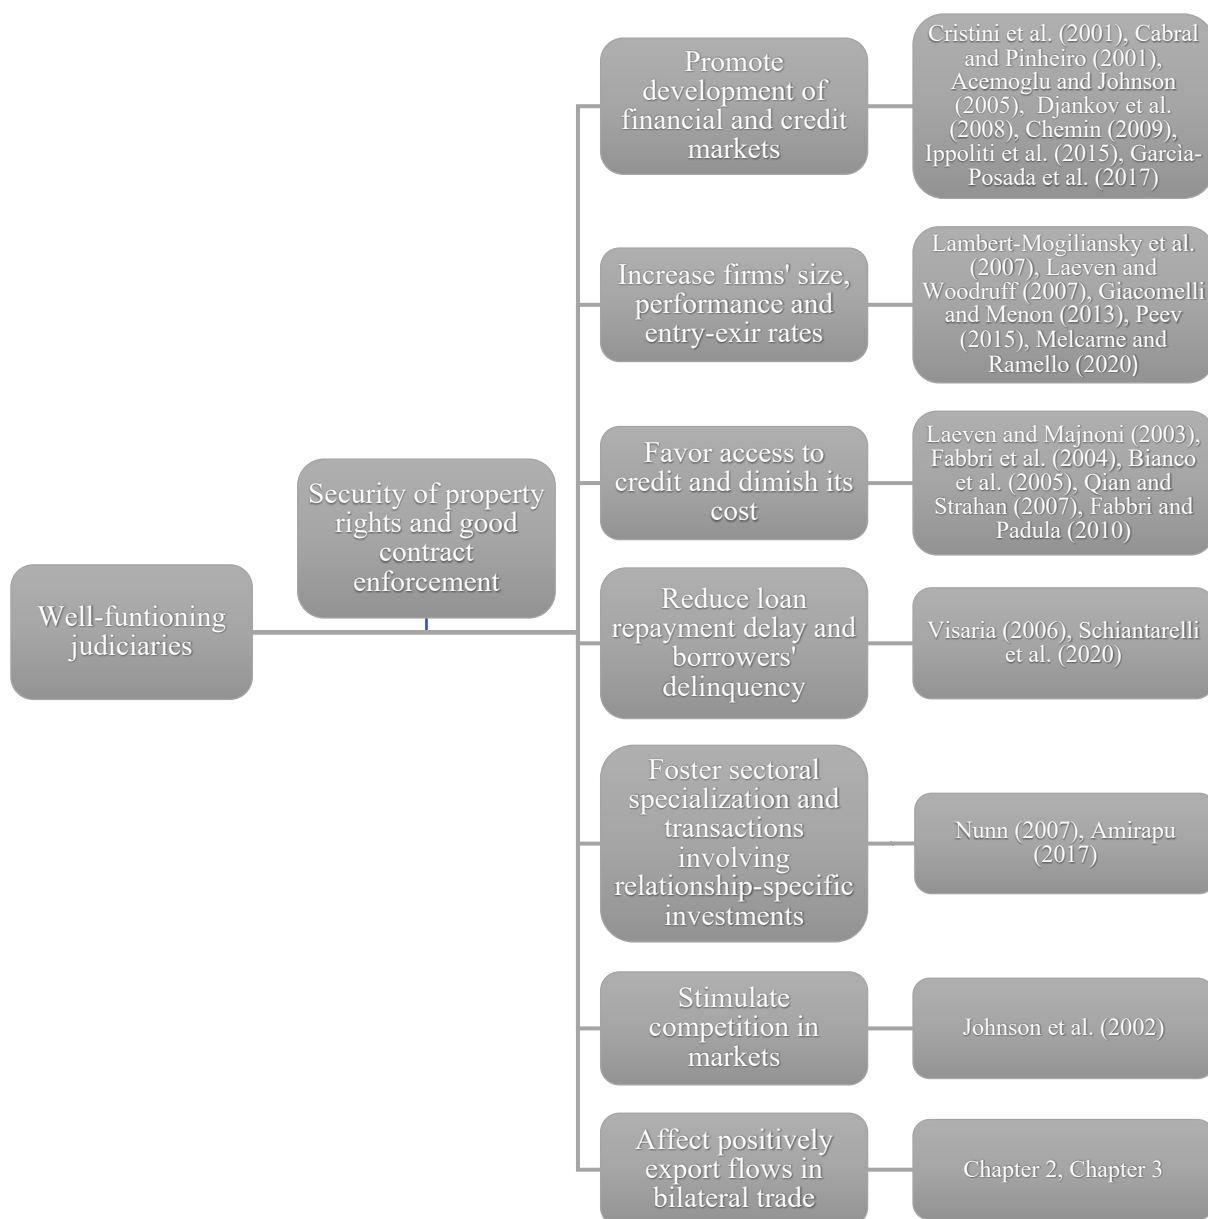 Well-funtioning
judiciaries
Security of property
rights and good
contract
enforcement
Promote
development of
financial and credit
markets
Cristini et al. (2001), Cabral
and Pinheiro (2001),
Acemoglu and Johnson
(2005),  Djankov et al.
(2008), Chemin (2009),
Ippoliti et al. (2015), Garcìa-
Posada et al. (2017)
Increase firms' size,
performance and
entry-exir rates
Lambert-Mogiliansky et al.
(2007), Laeven and
Woodruff (2007), Giacomelli
and Menon (2013), Peev
(2015), Melcarne and
Ramello (2020)
Favor access to
credit and dimish its
cost
Laeven and Majnoni (2003),
Fabbri et al. (2004), Bianco
et al. (2005), Qian and
Strahan (2007), Fabbri and
Padula (2010)
Reduce loan
repayment delay and
borrowers'
delinquency
Visaria (2006), Schiantarelli
et al. (2020)
Foster sectoral
specialization and
transactions
involving
relationship-specific
investments
Nunn (2007), Amirapu
(2017)
Stimulate
competition in
markets
Johnson et al. (2002)
Affect positively
export flows in
bilateral trade
Chapter 2, Chapter 3